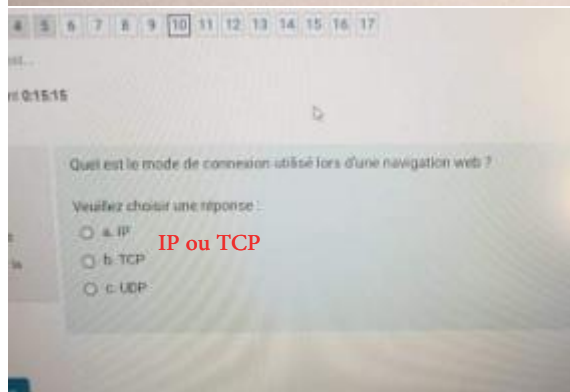 4 5 6 7 8 9 10 11 12 13 14 15 16 17
0:15:15
Quel est le mode de connexion utilisé lors d'une navigation web ?
Veuillez choisir une réponse :
a. IP
IP ou TCP
b. TCP
c. UDP